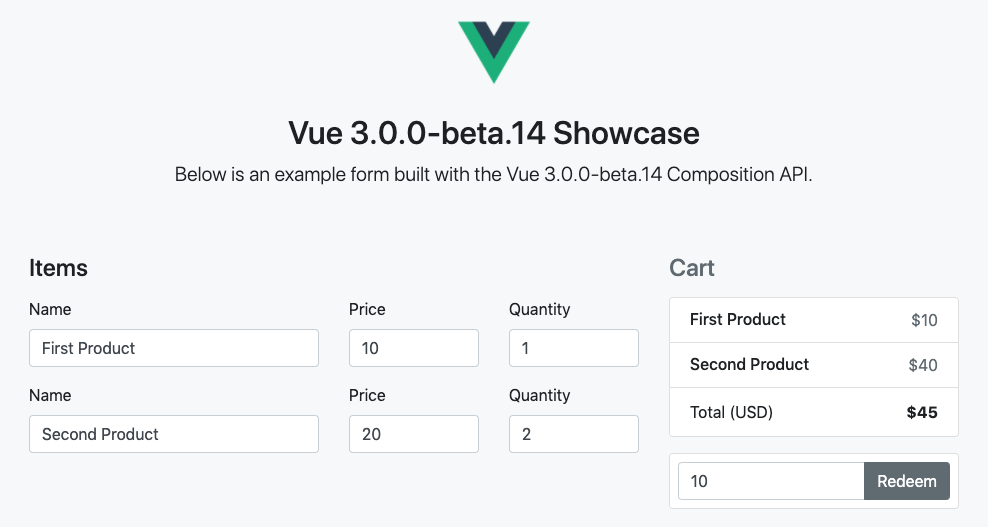 Vue 3.0.0-beta.14 Showcase
Below is an example form built with the Vue 3.0.0-beta.14 Composition API.
Items
Name Price Quantity
First Product 10 1
Name Price Quantity
Second Product 20 2
Cart
First Product $10
Second Product $40
Total (USD) $45
10 Redeem